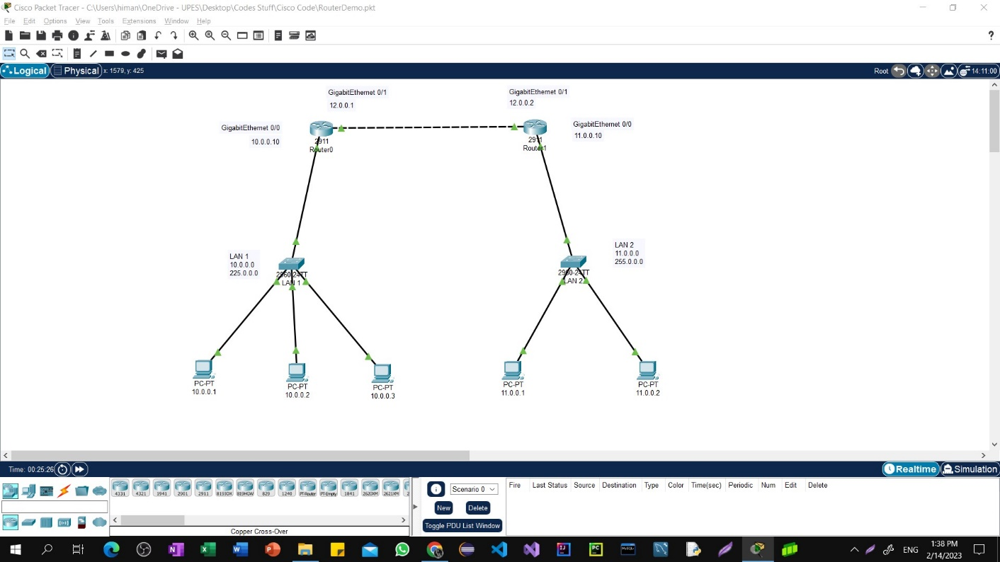 Cisco Packet Tracer - C:\Users\himan\OneDrive - UPES\Desktop\Codes Stuff\Cisco Code\RouterDemo.pkt
File Edit Options View Tools Extensions Window Help
?
Logical Physical x: 1579, y: 425
Root 14:11:00
GigabitEthernet 0/1
12.0.0.1
GigabitEthernet 0/1
12.0.0.2
GigabitEthernet 0/0
10.0.0.10
2911
Router0
2911
Router1
GigabitEthernet 0/0
11.0.0.10
LAN 1
10.0.0.0
225.0.0.0
2960-24TT
LAN 1
2960-24TT
LAN 2
LAN 2
11.0.0.0
255.0.0.0
PC-PT
10.0.0.1
PC-PT
10.0.0.2
PC-PT
10.0.0.3
PC-PT
11.0.0.1
PC-PT
11.0.0.2
Time: 00:25:26
Realtime Simulation
4331 4321 1941 2901 2911 819IOX 819HGW 829 1240 PT-Router PT-Empty 1841 2620XM 2621XM 2
Copper Cross-Over
Scenario 0
New Delete
Toggle PDU List Window
Fire Last Status Source Destination Type Color Time(sec) Periodic Num Edit Delete
ENG
1:38 PM
2/14/2023